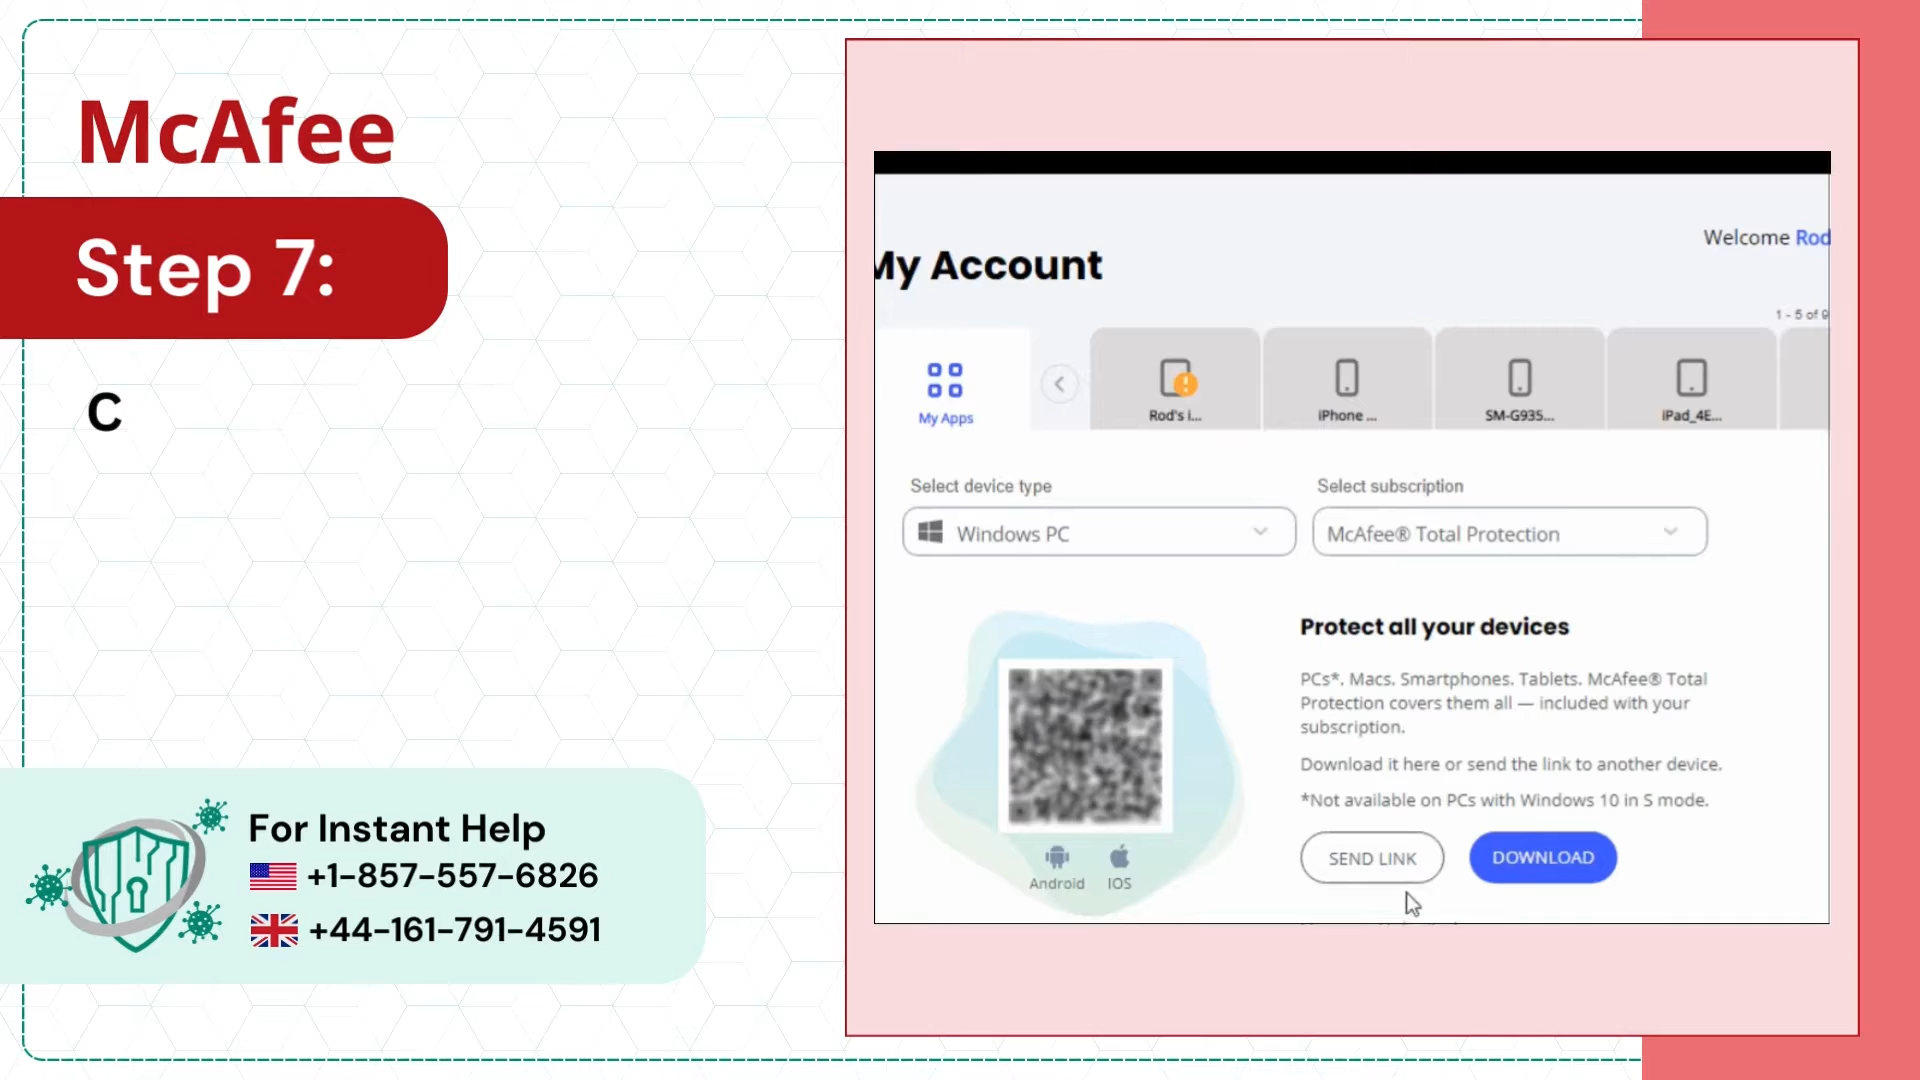 McAfee
Step 7:
C
For Instant Help
+1-857-557-6826
+44-161-791-4591
Welcome Rod
My Account
1 - 5 of 9
My Apps
Rod's i...
iPhone ...
SM-G935...
iPad_4E...
Select device type
Select subscription
Windows PC
McAfee® Total Protection
Protect all your devices
PCs*. Macs. Smartphones. Tablets. McAfee® Total
Protection covers them all — included with your
subscription.
Download it here or send the link to another device.
*Not available on PCs with Windows 10 in S mode.
SEND LINK
DOWNLOAD
Android
IOS